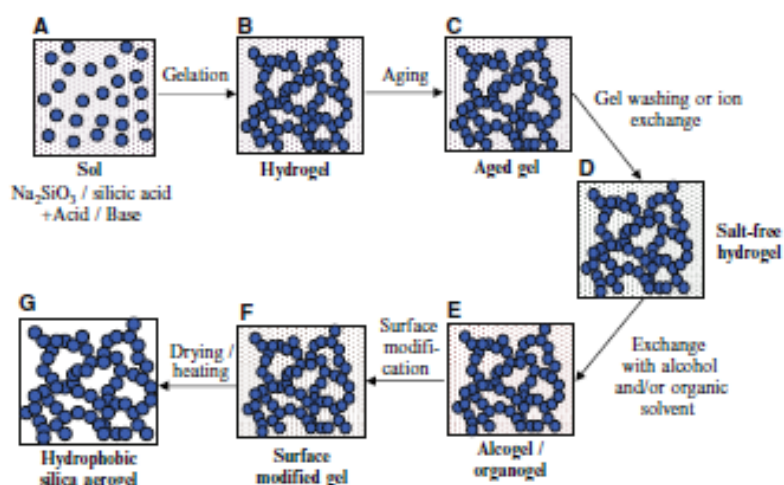 A
B
C
Gelation
Aging
Gel washing or ion
exchange
Sol
Na₂SiO₃ / silicic acid
+Acid / Base
Hydrogel
Aged gel
D
Salt-free
hydrogel
G
F
E
Drying /
heating
Surface
modifi-
cation
Exchange
with alcohol
and/or organic
solvent
Hydrophobic
silica aerogel
Surface
modified gel
Alcogel /
organogel